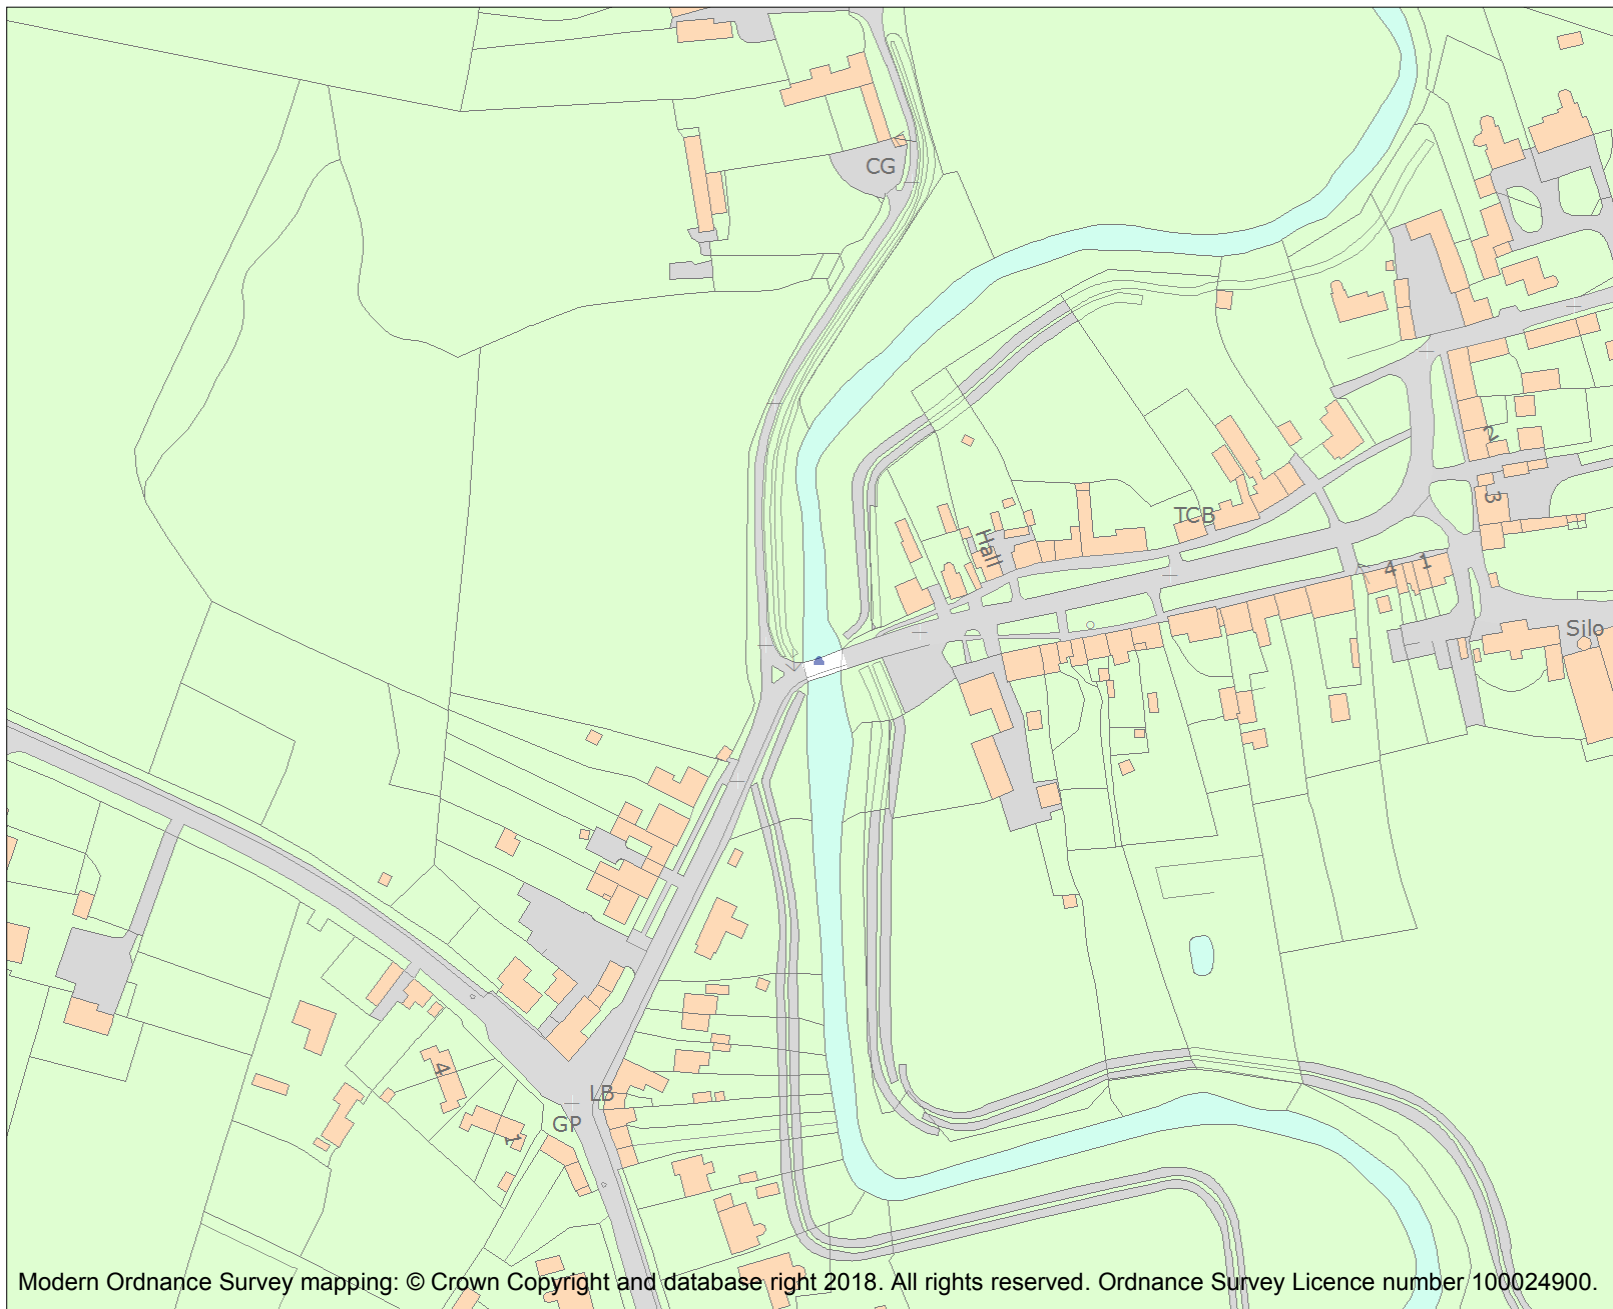 CG
2
3
TCB
Hall
4
1
Silo
4
LB
GP
1
Modern Ordnance Survey mapping: © Crown Copyright and database right 2018. All rights reserved. Ordnance Survey Licence number 100024900.